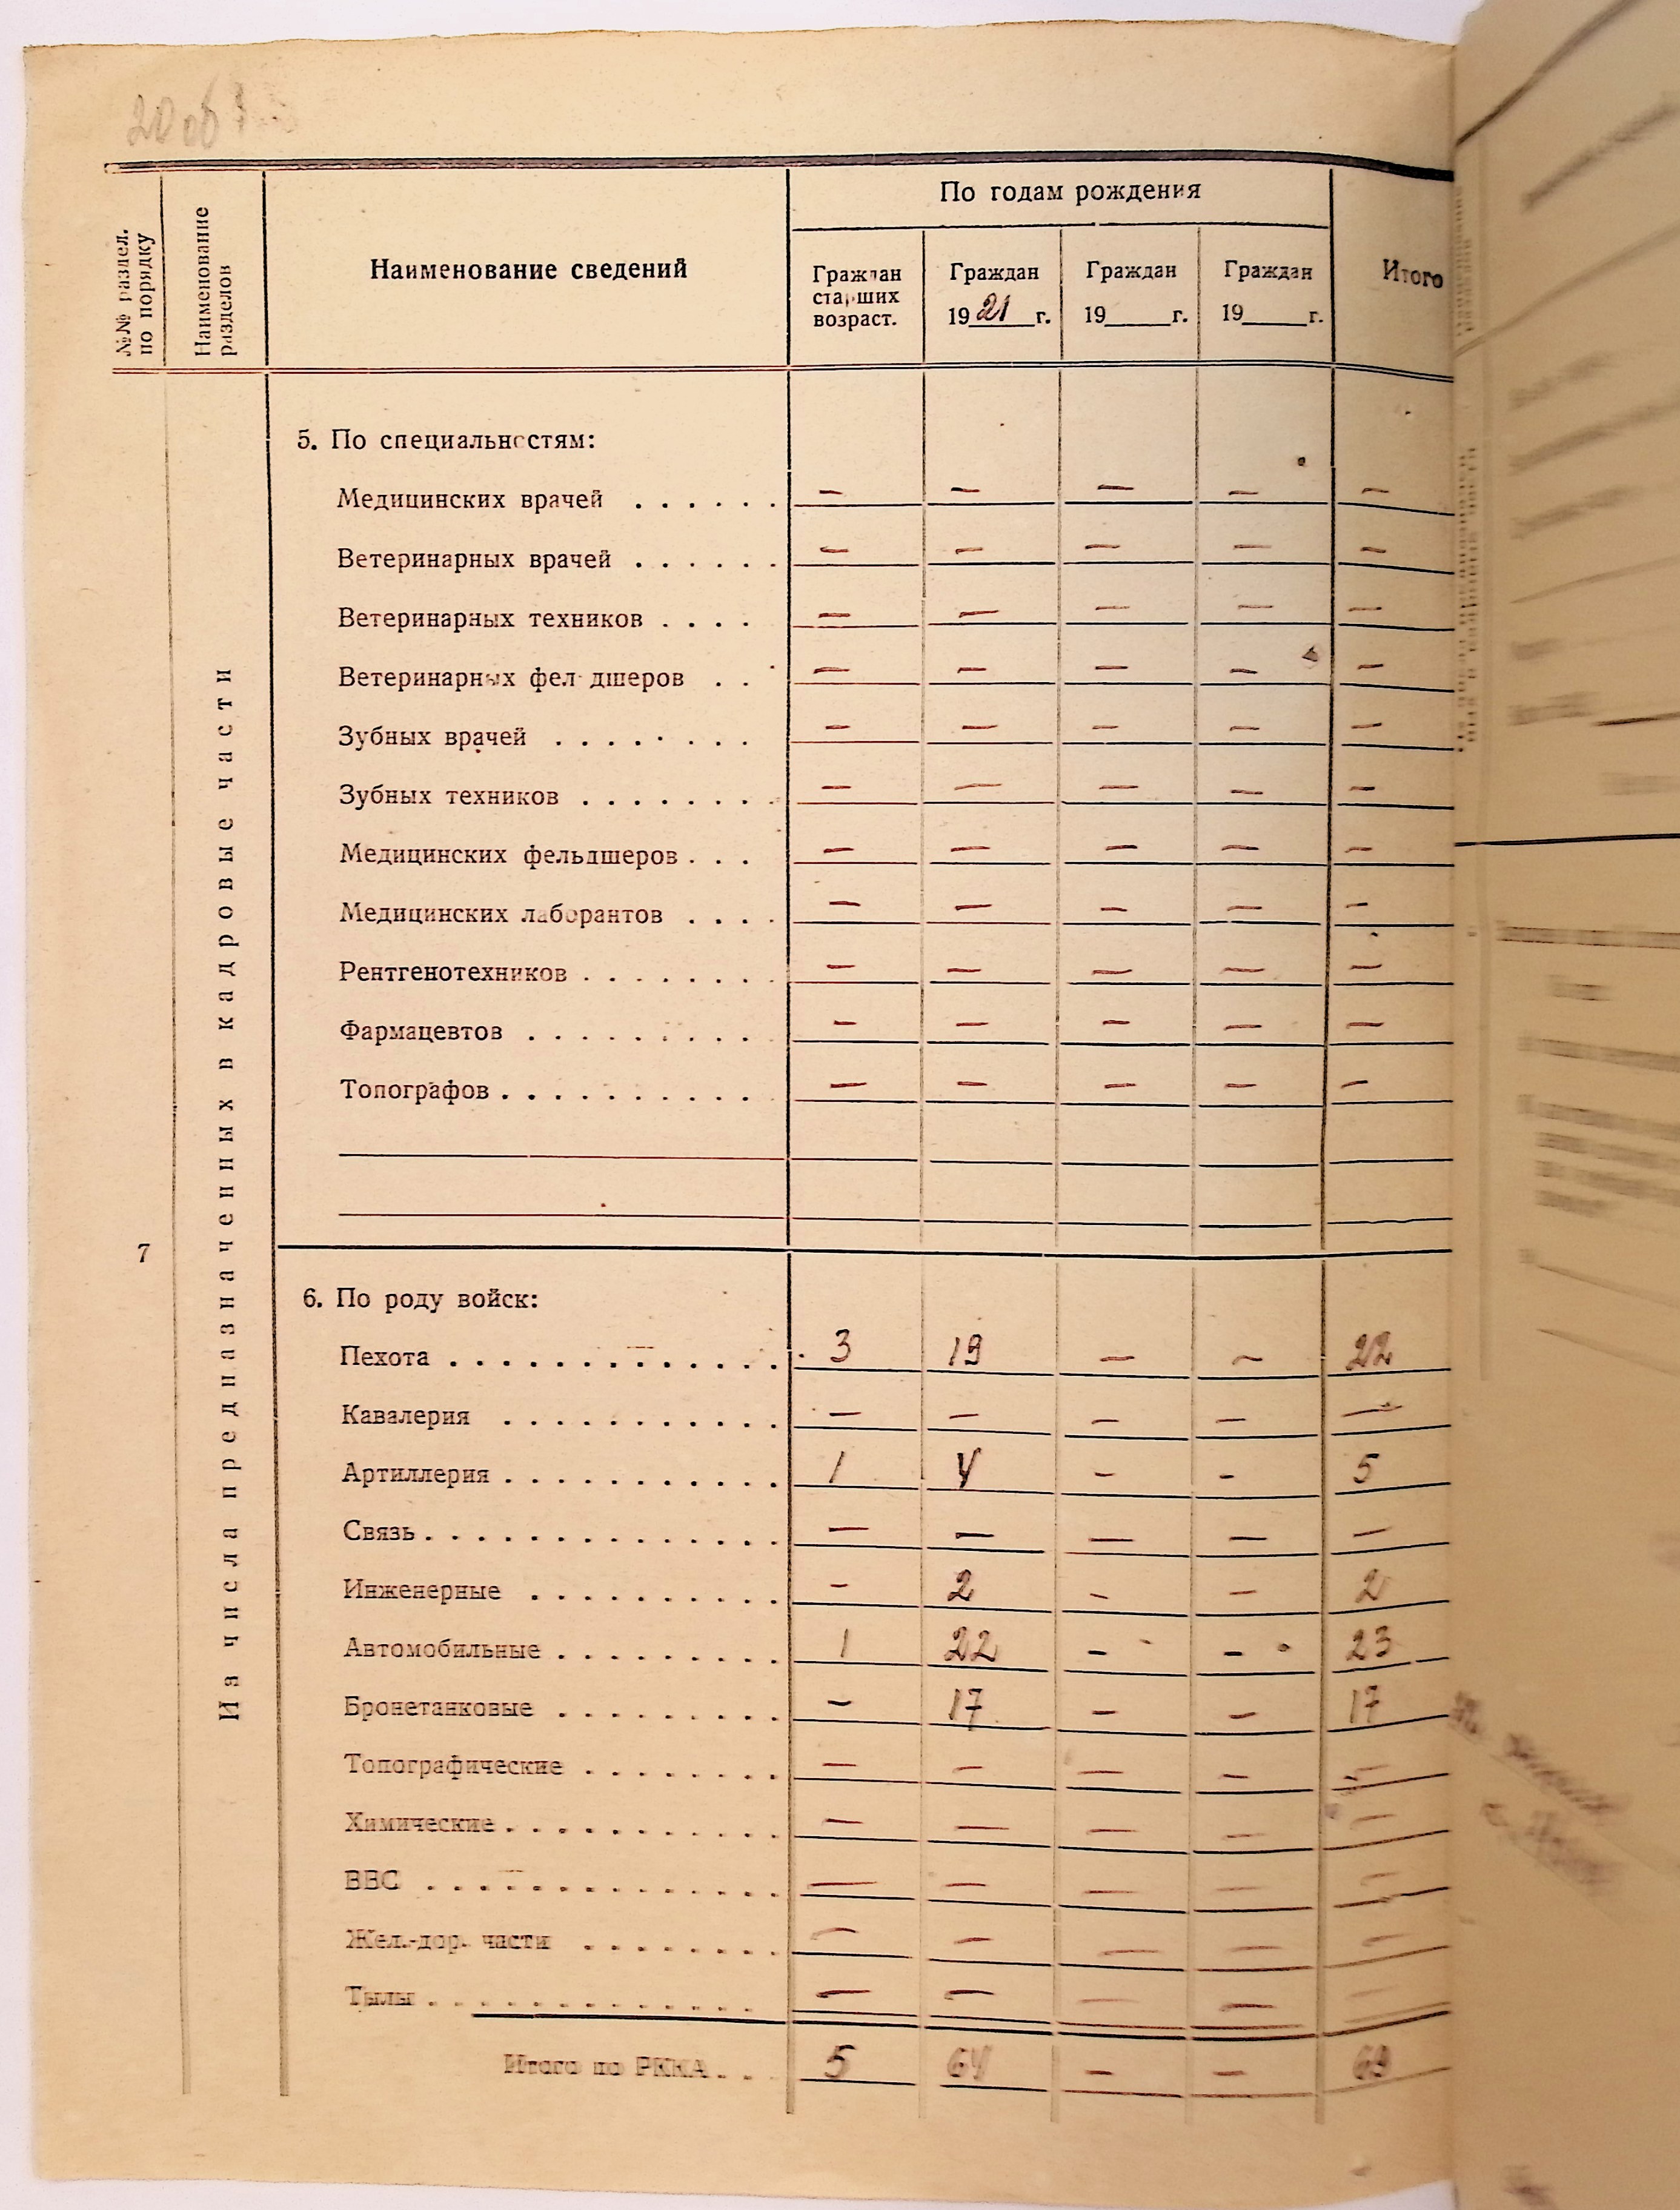 20 об
№№ раздел. по порядку
Наименование разделов
Наименование сведений
По годам рождения
Граждан старших возраст.
Граждан 1921 г.
Граждан 19____г.
Граждан 19____г.
Итого
7
Из числа предназначенных в кадровые части
5. По специальностям:
Медицинских врачей . . . . . . — — — — —
Ветеринарных врачей . . . . . . — — — — —
Ветеринарных техников . . . . — — — — —
Ветеринарных фельдшеров . . . — — — — —
Зубных врачей . . . . . . . . — — — — —
Зубных техников . . . . . . . . — — — — —
Медицинских фельдшеров . . . — — — — —
Медицинских лаборантов . . . . — — — — —
Рентгенотехников . . . . . . . . — — — — —
Фармацевтов . . . . . . . . . . — — — — —
Топографов . . . . . . . . . . . — — — — —
6. По роду войск:
Пехота . . . . . . . . . . . . . 3 19 — — 22
Кавалерия . . . . . . . . . . . — — — — —
Артиллерия . . . . . . . . . . . 1 4 — — 5
Связь . . . . . . . . . . . . . . — — — — —
Инженерные . . . . . . . . . . — 2 — — 2
Автомобильные . . . . . . . . . 1 22 — — 23
Бронетанковые . . . . . . . . . — 17 — — 17
Топографические . . . . . . . . — — — — —
Химические . . . . . . . . . . . — — — — —
ВВС . . . . . . . . . . . . . . — — — — —
Жел.-дор. части . . . . . . . . — — — — —
Тылы . . . . . . . . . . . . . — — — — —
Итого по РККА . . . 5 64 — — 69